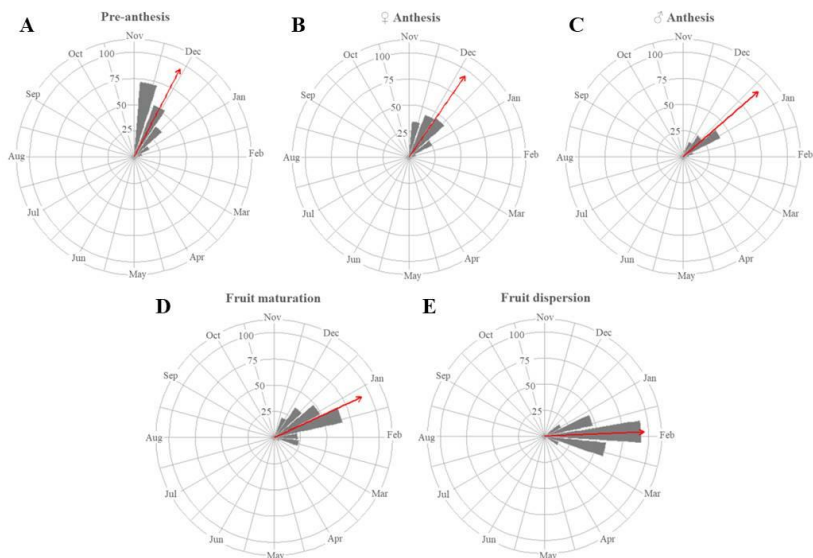 A
Pre-anthesis
Nov
Dec
Jan
Feb
Mar
Apr
May
Jun
Jul
Aug
Sep
Oct
100
75
50
25
B
♀ Anthesis
Nov
Dec
Jan
Feb
Mar
Apr
May
Jun
Jul
Aug
Sep
Oct
100
75
50
25
C
♂ Anthesis
Nov
Dec
Jan
Feb
Mar
Apr
May
Jun
Jul
Aug
Sep
Oct
100
75
50
25
D
Fruit maturation
Nov
Dec
Jan
Feb
Mar
Apr
May
Jun
Jul
Aug
Sep
Oct
100
75
50
25
E
Fruit dispersion
Nov
Dec
Jan
Feb
Mar
Apr
May
Jun
Jul
Aug
Sep
Oct
100
75
50
25